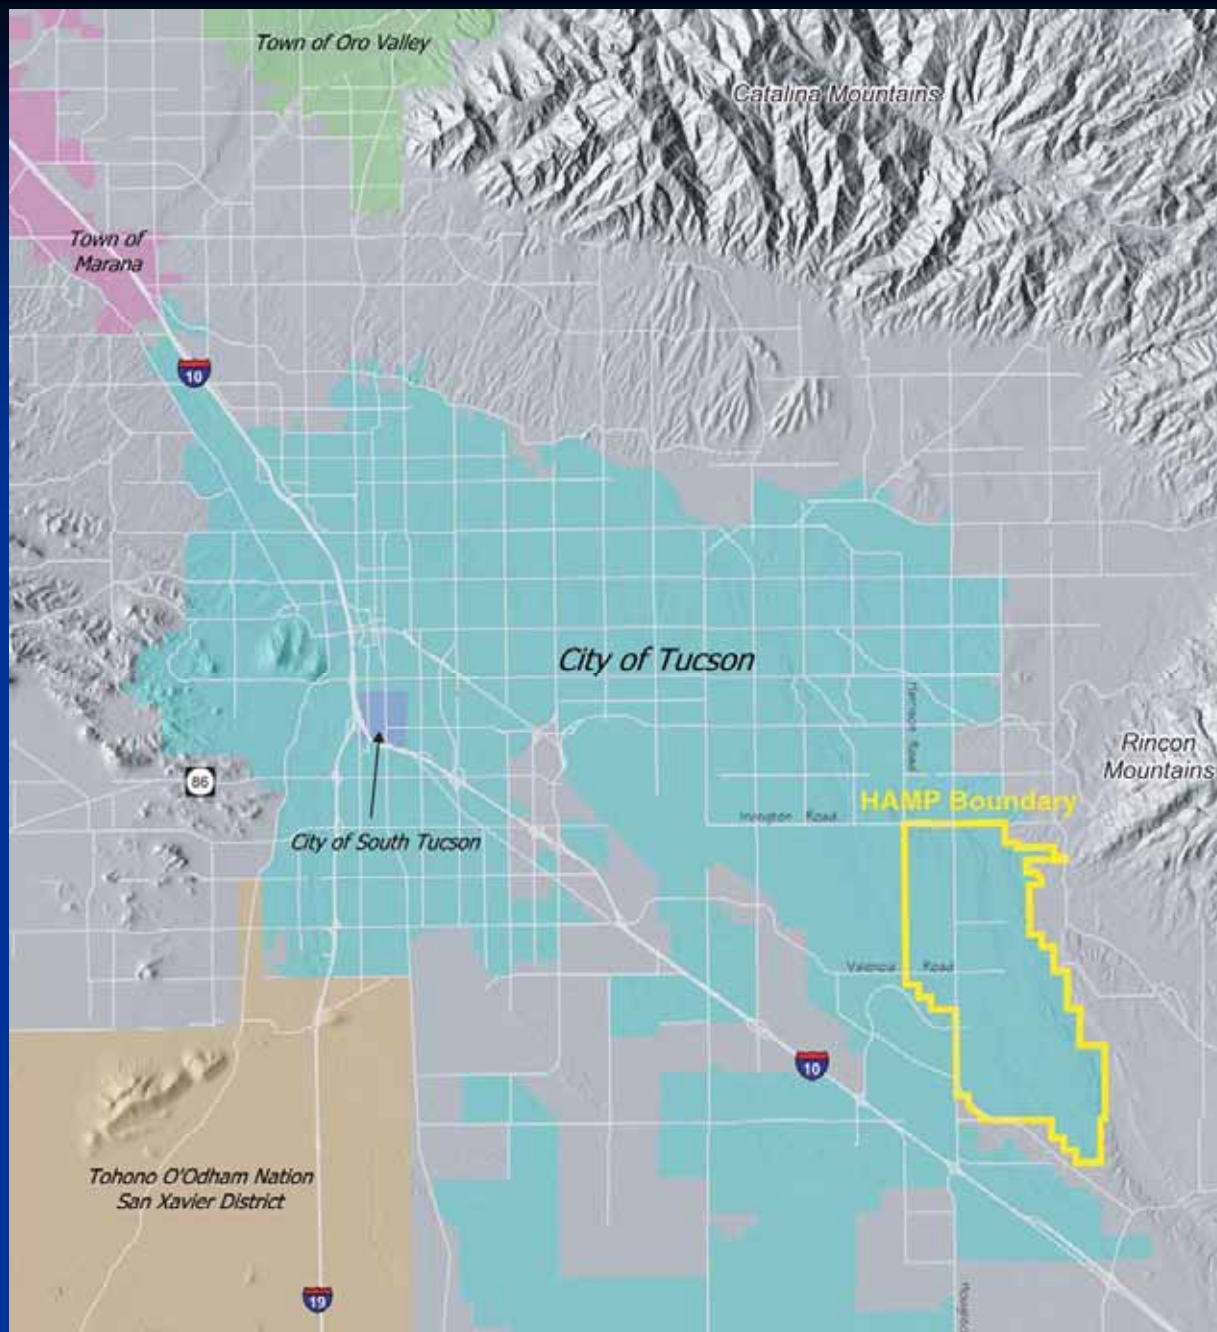 Town of Oro Valley
Catalina Mountains
Town of
Marana
10
City of Tucson
Harrison Road
Rincon
Mountains
86
HAMP Boundary
Irvington Road
City of South Tucson
Valencia Road
10
Tohono O'Odham Nation
San Xavier District
19